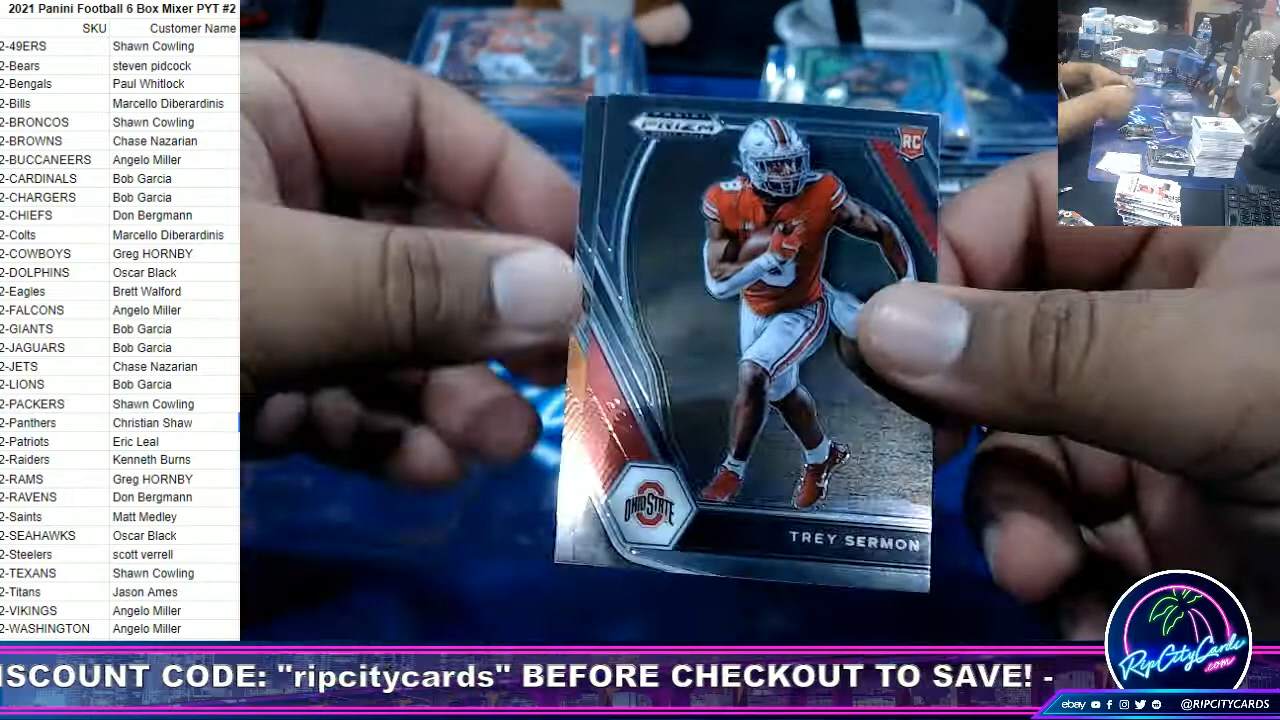 2021 Panini Football 6 Box Mixer PYT #2
SKU Customer Name
2-49ERS Shawn Cowling
2-Bears steven pidcock
2-Bengals Paul Whitlock
2-Bills Marcello Diberardinis
2-BRONCOS Shawn Cowling
2-BROWNS Chase Nazarian
2-BUCCANEERS Angelo Miller
2-CARDINALS Bob Garcia
2-CHARGERS Bob Garcia
2-CHIEFS Don Bergmann
2-Colts Marcello Diberardinis
2-COWBOYS Greg HORNBY
2-DOLPHINS Oscar Black
2-Eagles Brett Walford
2-FALCONS Angelo Miller
2-GIANTS Bob Garcia
2-JAGUARS Bob Garcia
2-JETS Chase Nazarian
2-LIONS Bob Garcia
2-PACKERS Shawn Cowling
2-Panthers Christian Shaw
2-Patriots Eric Leal
2-Raiders Kenneth Burns
2-RAMS Greg HORNBY
2-RAVENS Don Bergmann
2-Saints Matt Medley
2-SEAHAWKS Oscar Black
2-Steelers scott verrell
2-TEXANS Shawn Cowling
2-Titans Jason Ames
2-VIKINGS Angelo Miller
2-WASHINGTON Angelo Miller
PANINI
PRIZM
RC
8
OHIO STATE
TREY SERMON
ISCOUNT CODE: "ripcitycards" BEFORE CHECKOUT TO SAVE! -
RipCityCards
.com
ebay @RIPCITYCARDS